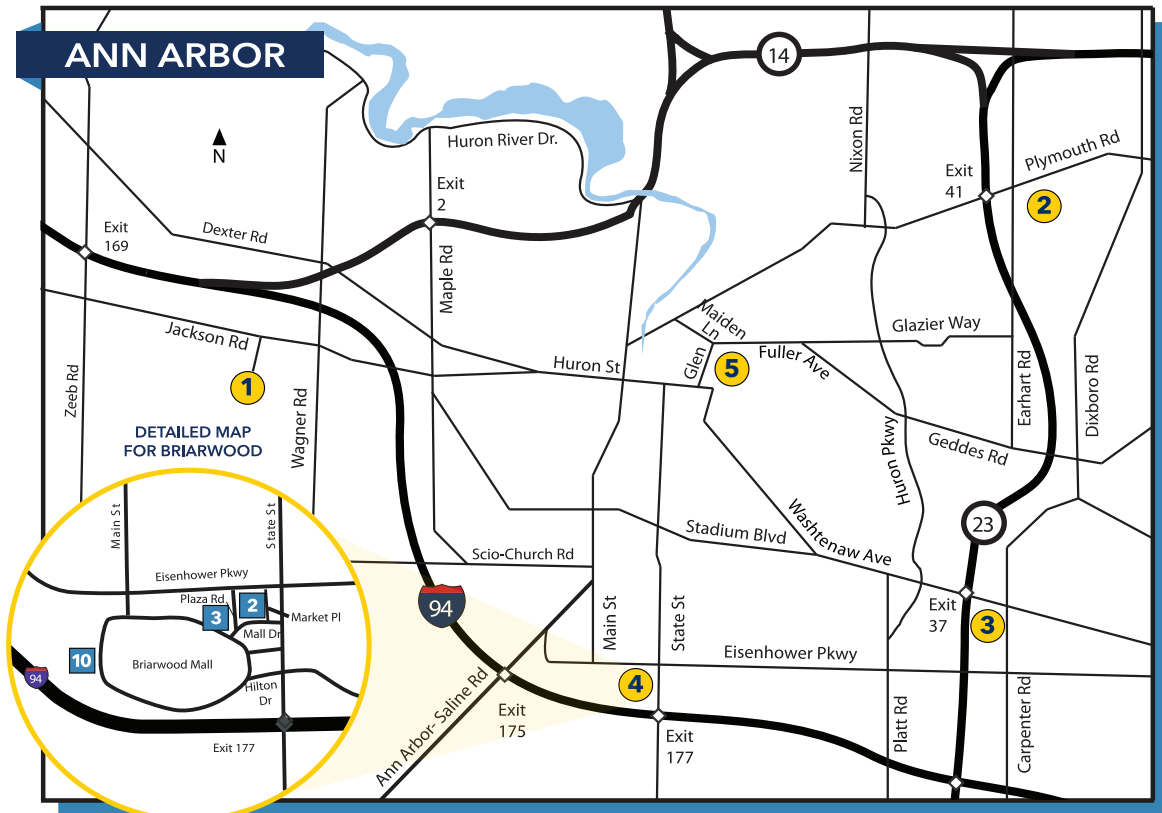 ANN ARBOR
N
14
Huron River Dr.
Nixon Rd
Plymouth Rd
Exit
41
2
Exit
2
Exit
169
Dexter Rd
Maple Rd
Jackson Rd
1
Zeeb Rd
Wagner Rd
Huron St
Maiden
Ln
Glen
5
Fuller Ave
Glazier Way
Earhart Rd
Dixboro Rd
Geddes Rd
Huron Pkwy
Washtenaw Ave
Stadium Blvd
23
Scio-Church Rd
94
Main St
State St
Exit
37
3
Eisenhower Pkwy
4
Exit
175
Ann Arbor- Saline Rd
Exit
177
Platt Rd
Carpenter Rd
DETAILED MAP
FOR BRIARWOOD
Main St
State St
Eisenhower Pkwy
Plaza Rd
3
2
Market Pl
Mall Dr
10
Briarwood Mall
94
Hilton
Dr
Exit 177